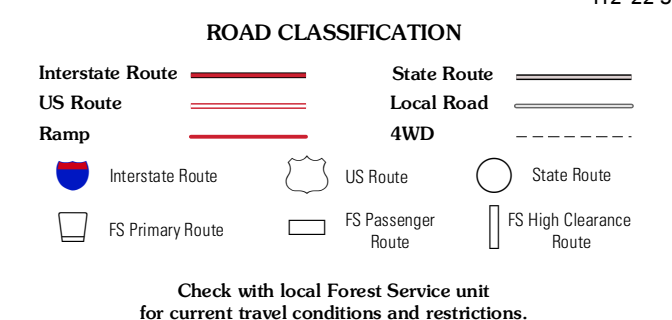 ROAD CLASSIFICATION
Interstate Route
State Route
US Route
Local Road
Ramp
4WD
Interstate Route
US Route
State Route
FS Primary Route
FS Passenger
Route
FS High Clearance
Route
Check with local Forest Service unit
for current travel conditions and restrictions.